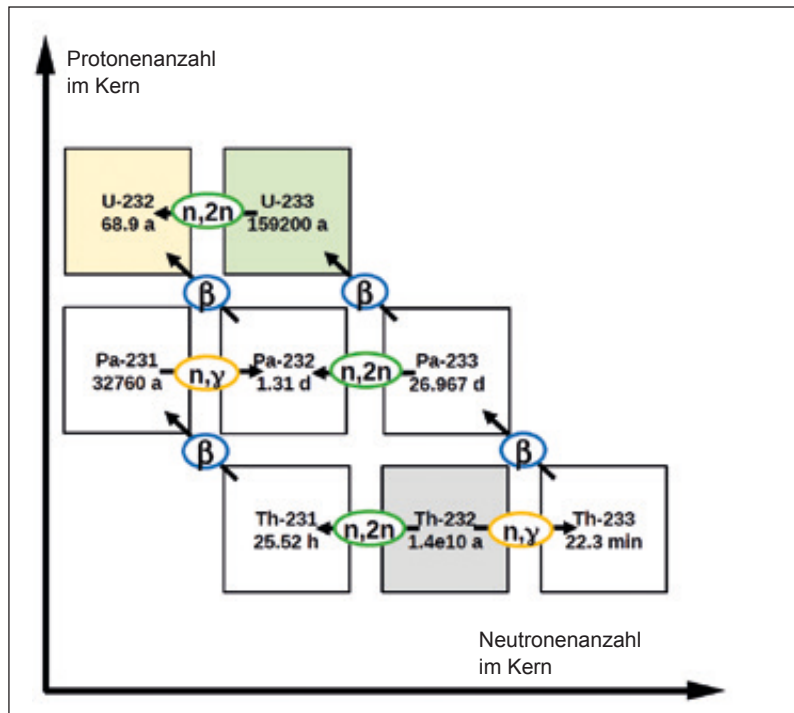 Protonenanzahl
im Kern
U-232
68.9 a
n,2n
U-233
159200 a
β
β
Pa-231
32760 a
n,γ
Pa-232
1.31 d
n,2n
Pa-233
26.967 d
β
β
Th-231
25.52 h
n,2n
Th-232
1.4e10 a
n,γ
Th-233
22.3 min
Neutronenanzahl
im Kern